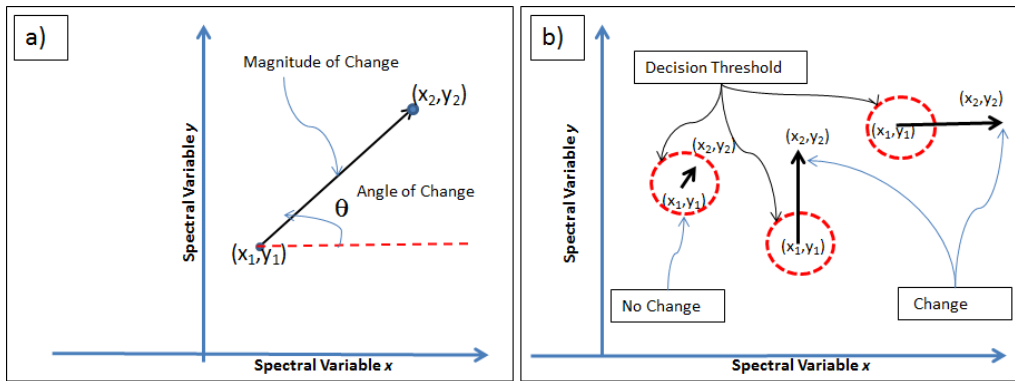 a)
Magnitude of Change
(x₂,y₂)
Spectral Variable y
Angle of Change
θ
(x₁,y₁)
Spectral Variable x
b)
Decision Threshold
(x₂,y₂)
(x₁,y₁)
(x₂,y₂)
(x₂,y₂)
Spectral Variable y
(x₁,y₁)
(x₁,y₁)
No Change
Change
Spectral Variable x